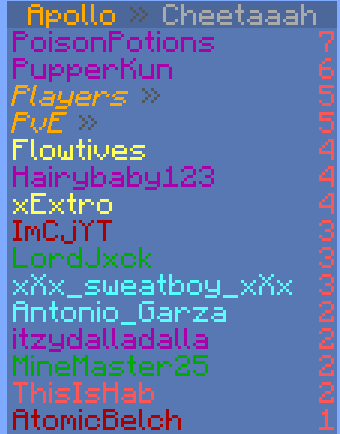 Apollo » Cheetaaah
PoisonPotions 7
PupperKun 6
Players » 5
PvE » 5
Flowtives 4
Hairybaby123 4
xExtro 4
ImCjYT 3
LordJxck 3
xXx_sweatboy_xXx 3
Antonio_Garza 2
itzydalladalla 2
MineMaster25 2
ThisIsHab 2
AtomicBelch 1